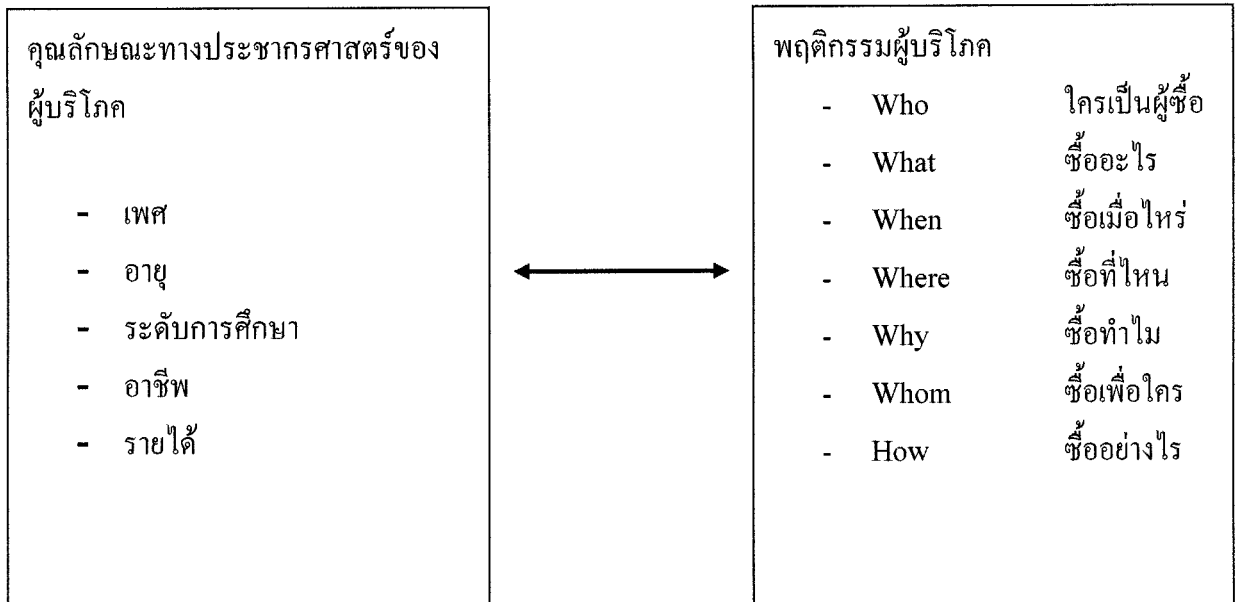 คุณลักษณะทางประชากรศาสตร์ของ
ผู้บริโภค
- เพศ
- อายุ
- ระดับการศึกษา
- อาชีพ
- รายได้
พฤติกรรมผู้บริโภค
- Who ใครเป็นผู้ซื้อ
- What ซื้ออะไร
- When ซื้อเมื่อไหร่
- Where ซื้อที่ไหน
- Why ซื้อทำไม
- Whom ซื้อเพื่อใคร
- How ซื้ออย่างไร